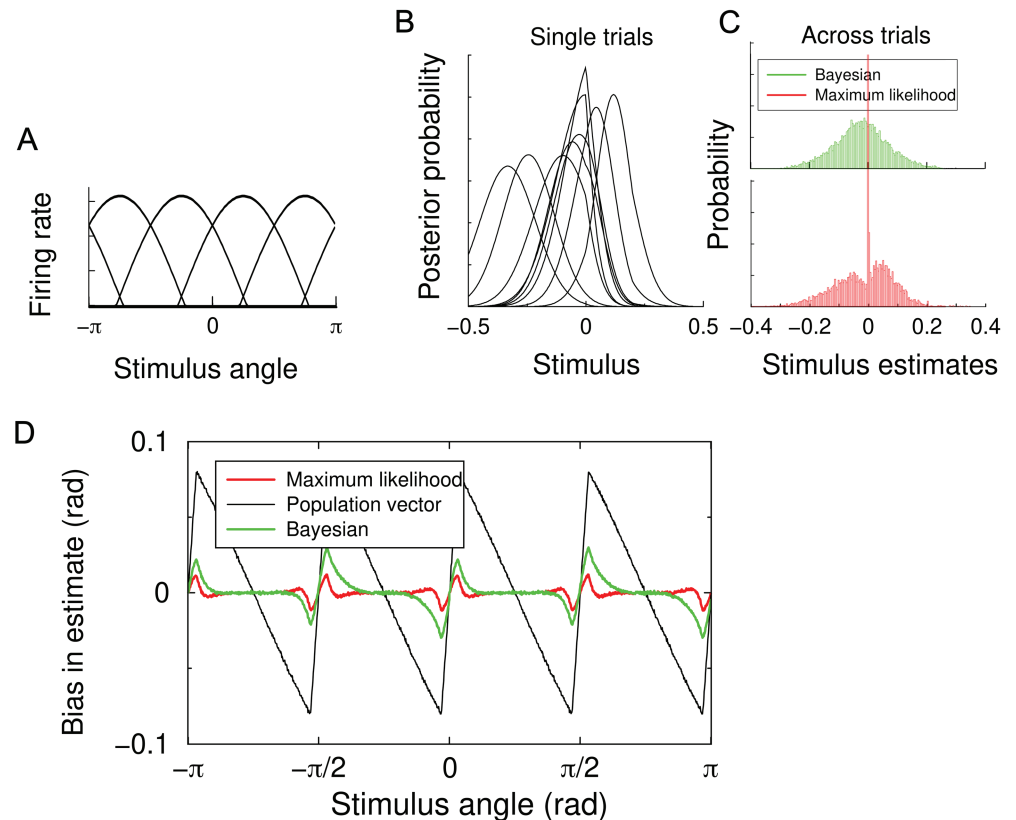 A
Firing rate
−π
0
π
Stimulus angle
B
Single trials
Posterior probability
−0.5
0
0.5
Stimulus
C
Across trials
Bayesian
Maximum likelihood
Probability
−0.4
−0.2
0
0.2
0.4
Stimulus estimates
D
Bias in estimate (rad)
0.1
0
−0.1
Maximum likelihood
Population vector
Bayesian
−π
−π/2
0
π/2
π
Stimulus angle (rad)